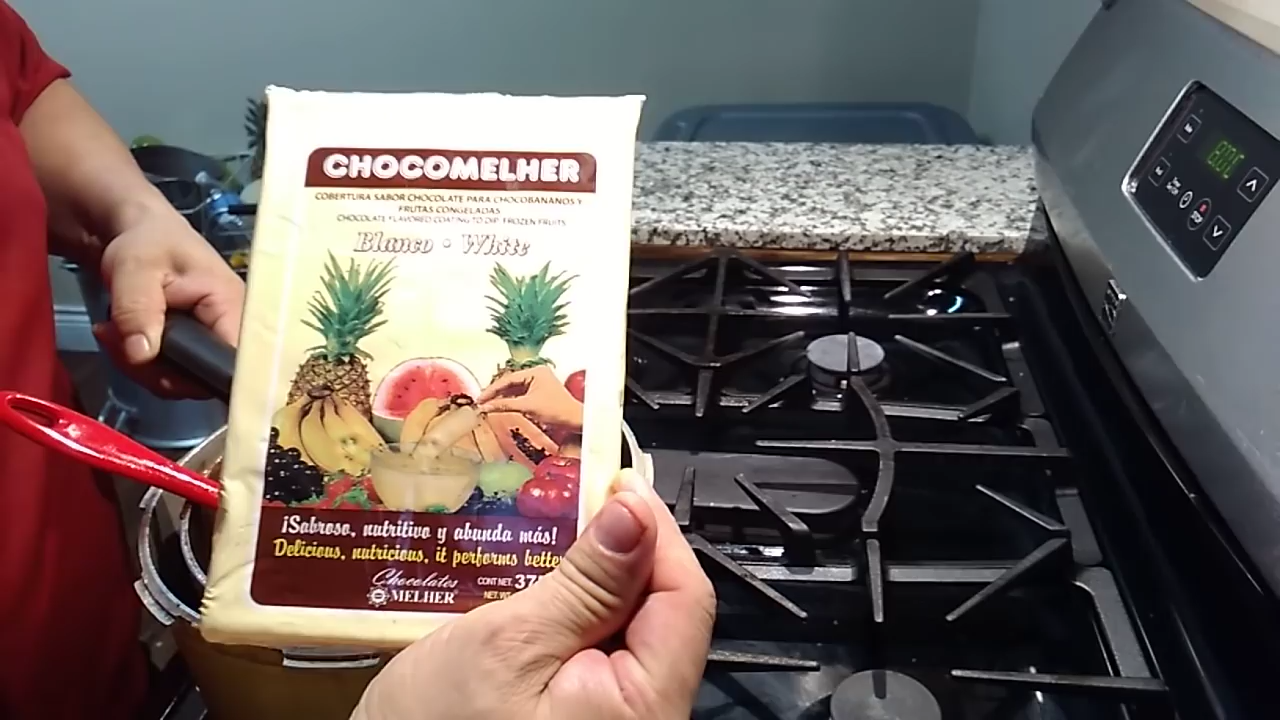 CHOCOMELHER
COBERTURA SABOR CHOCOLATE PARA CHOCOBANANOS Y
FRUTAS CONGELADAS
CHOCOLATE FLAVORED COATING TO DIP FROZEN FRUITS
Blanco • White
¡Sabroso, nutritivo y abunda más!
Delicious, nutricious, it performs better
Chocolates
MELHER
CONT. NET.
NET. WT.
STOP